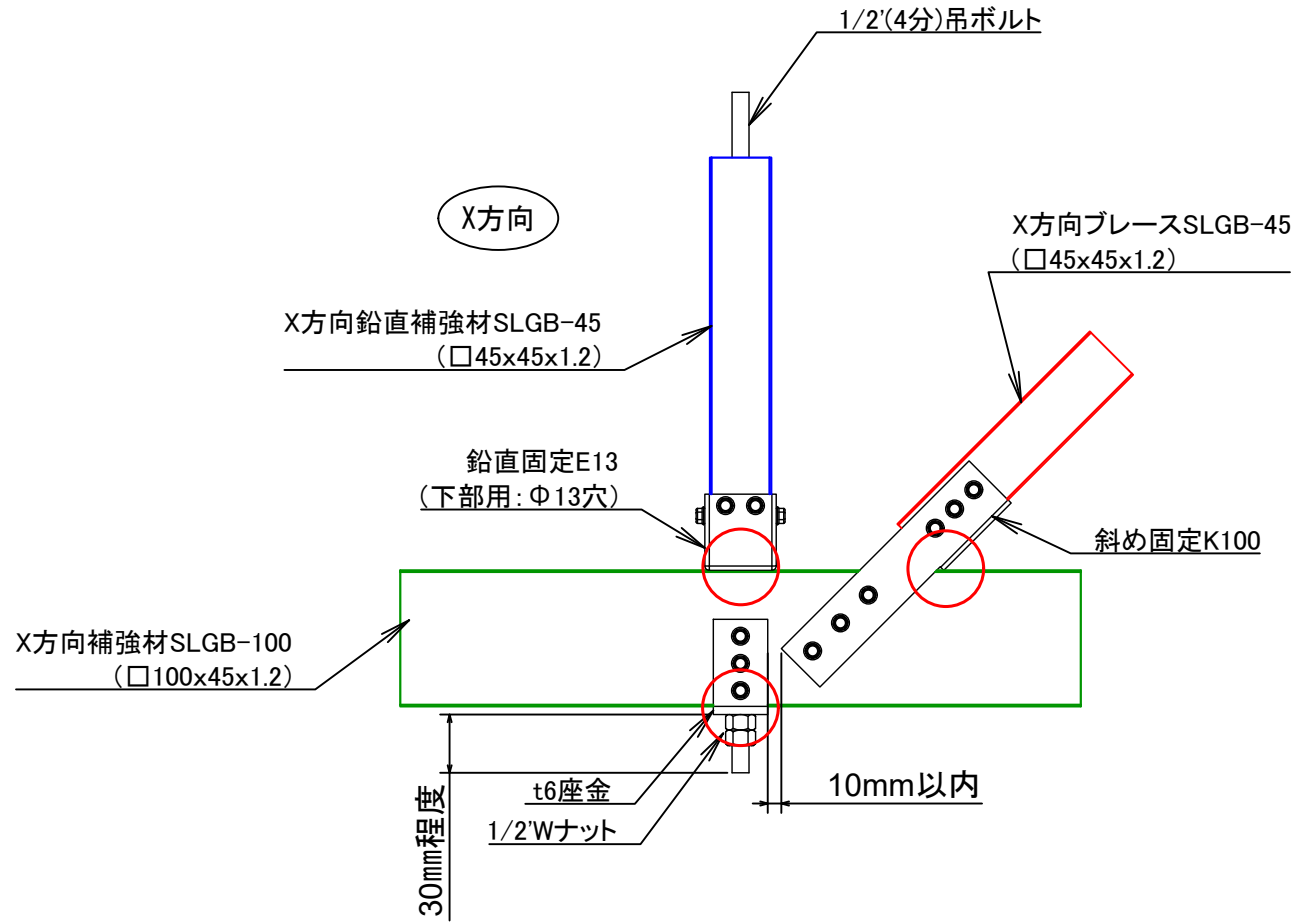 1/2'(4分)吊ボルト
X方向
X方向ブレースSLGB-45
(□45x45x1.2)
X方向鉛直補強材SLGB-45
(□45x45x1.2)
鉛直固定E13
(下部用:Φ13穴)
斜め固定K100
X方向補強材SLGB-100
(□100x45x1.2)
30mm程度
t6座金
1/2'Wナット
10mm以内